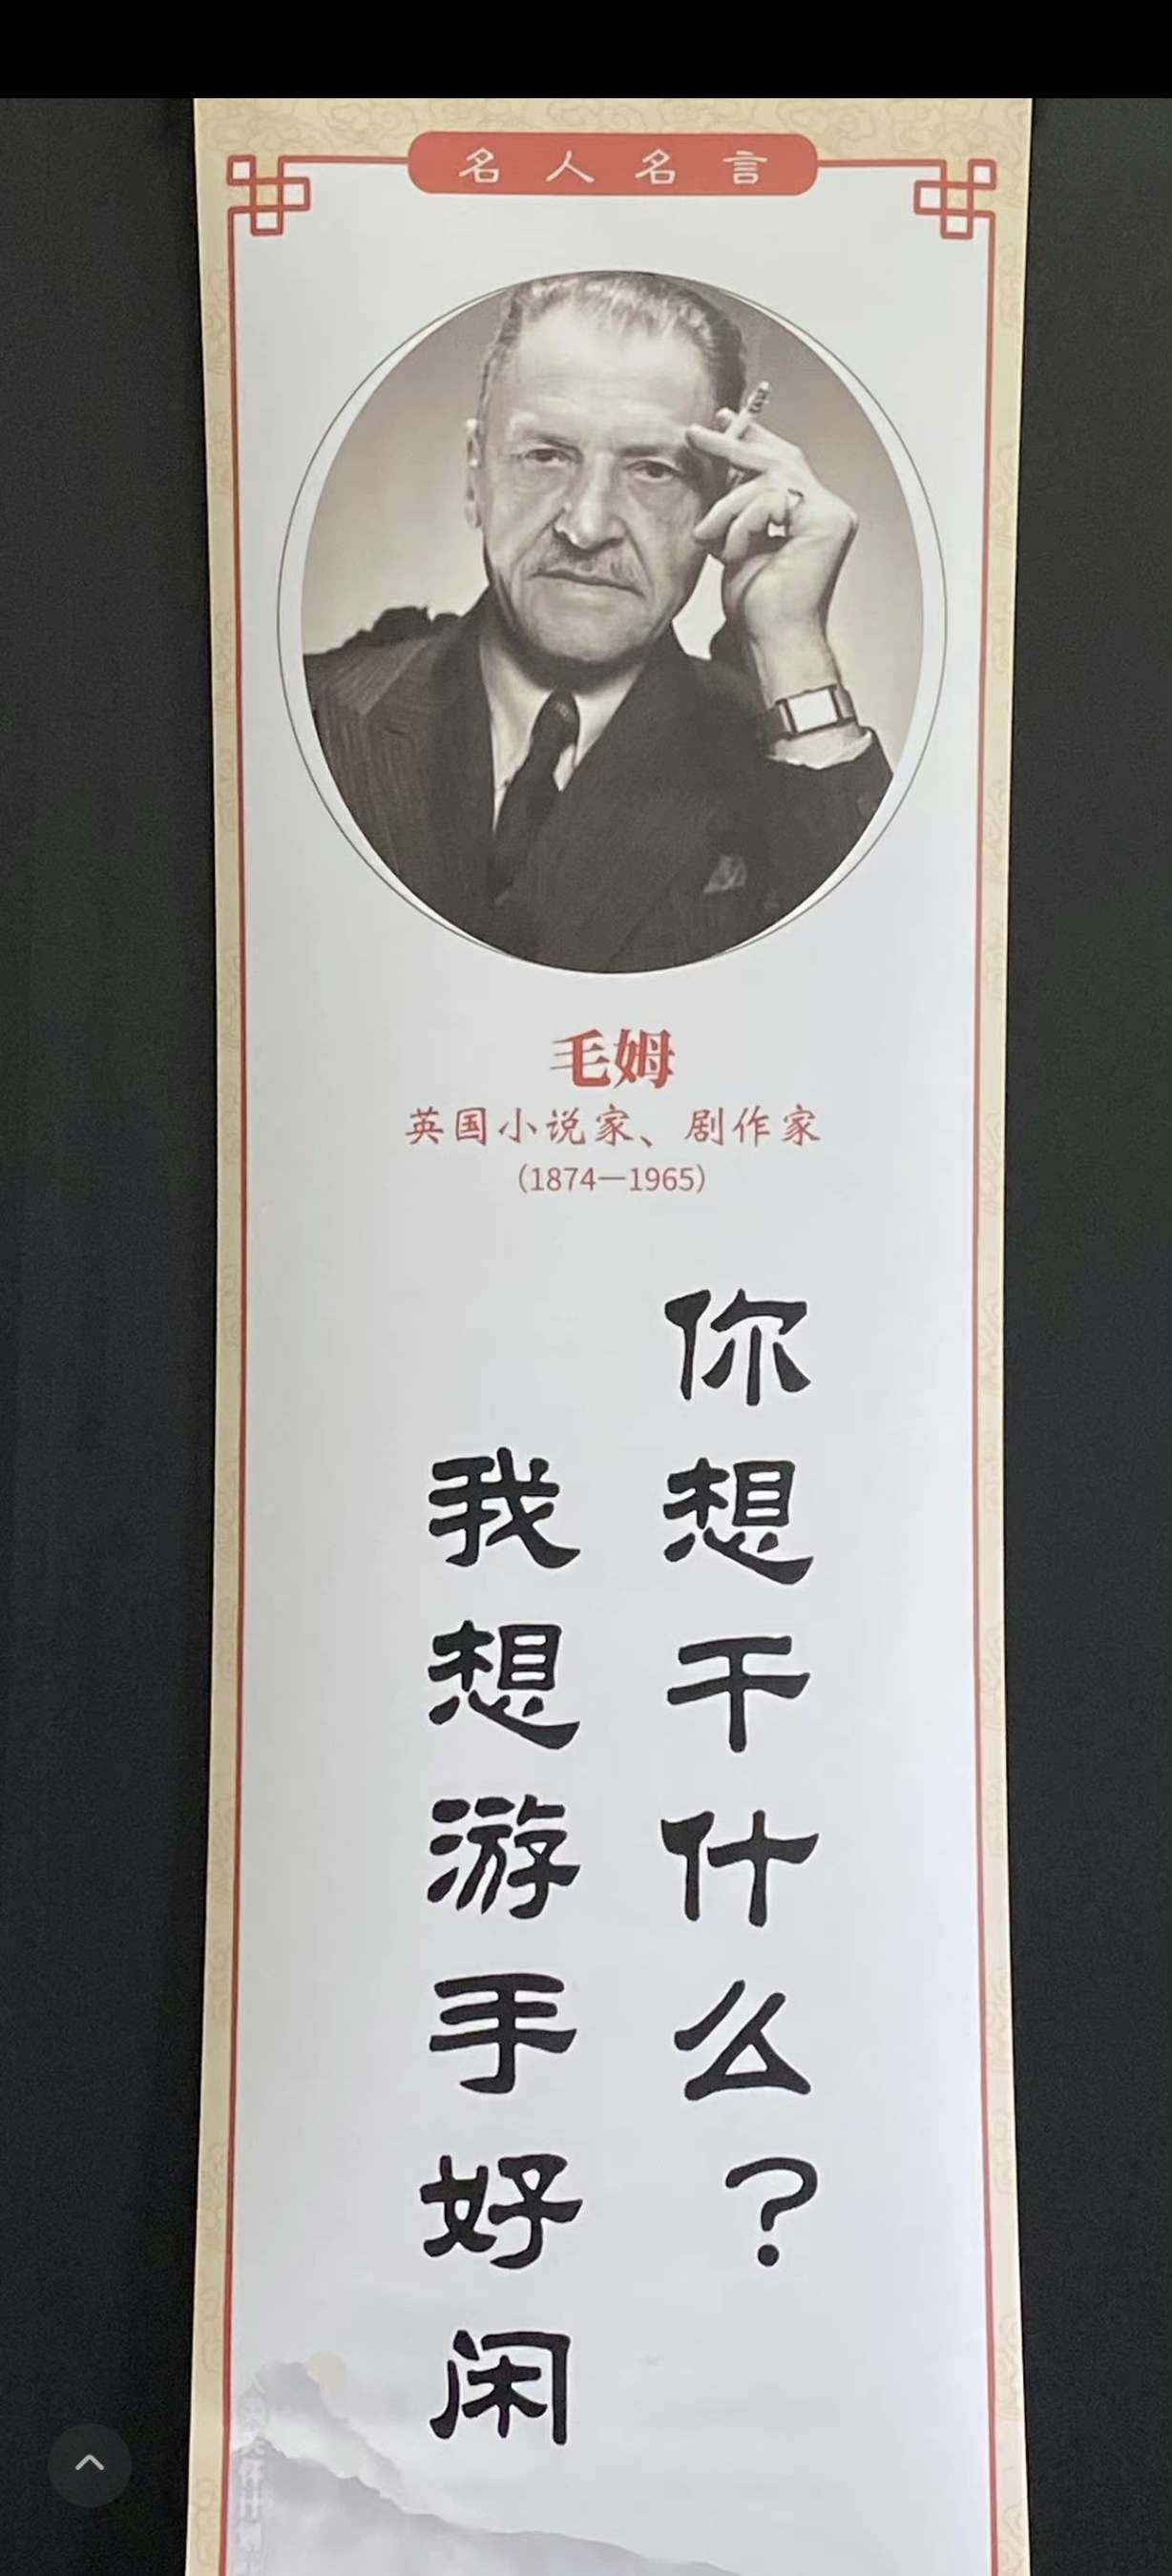 名人名言
毛姆
英国小说家、剧作家
(1874—1965)
你想干什么?
我想游手好闲